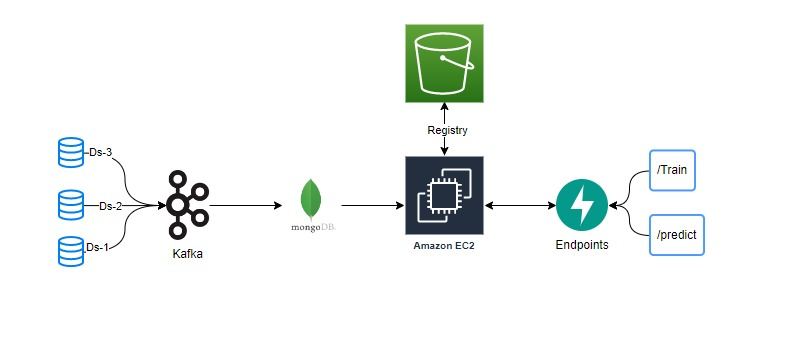 Registry
Ds-3
Ds-2
Ds-1
Kafka
mongoDB.
Amazon EC2
Endpoints
/Train
/predict